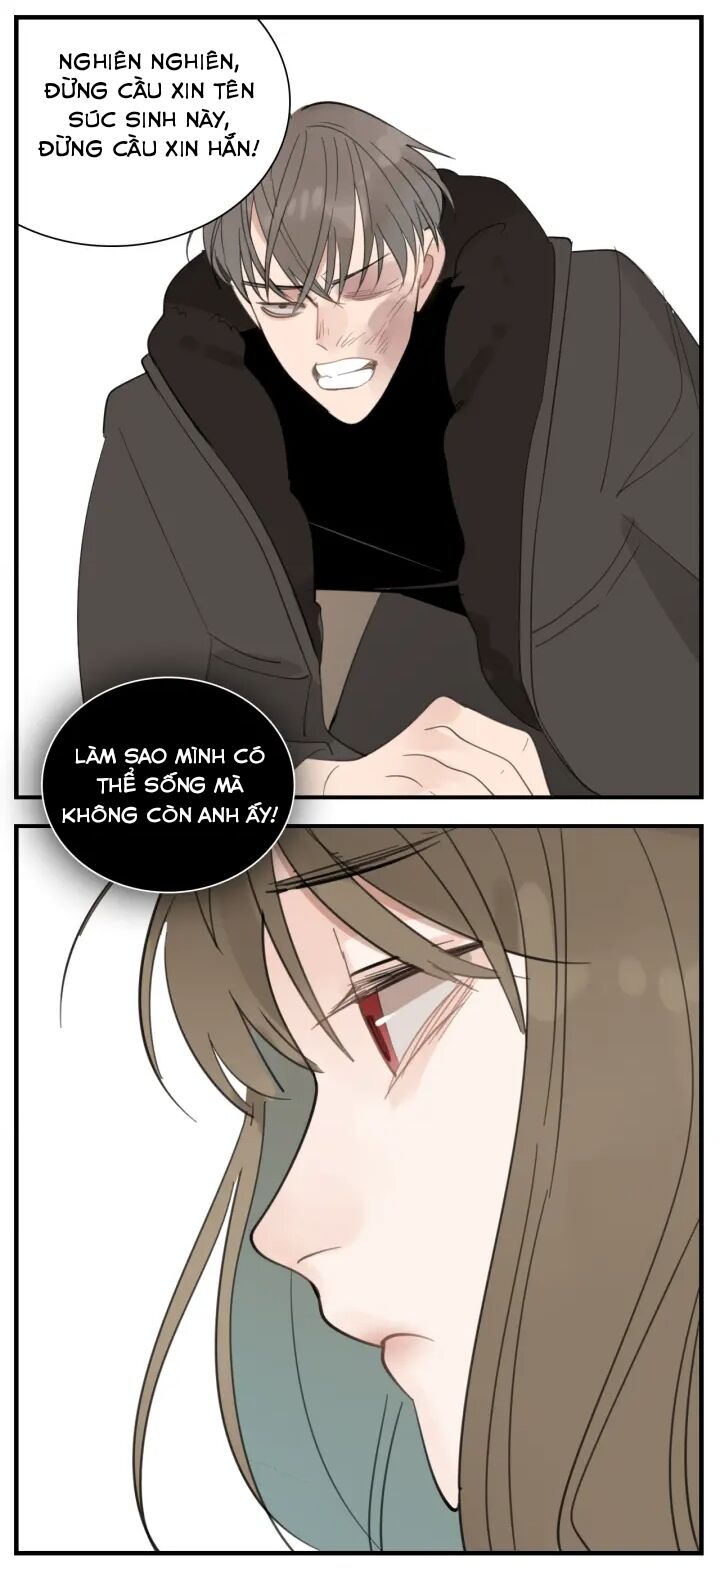 NGHIÊN NGHIÊN,
ĐỪNG CẦU XIN TÊN
SÚC SINH NÀY,
ĐỪNG CẦU XIN HẮN!
LÀM SAO MÌNH CÓ
THỂ SỐNG MÀ
KHÔNG CÒN ANH ẤY!